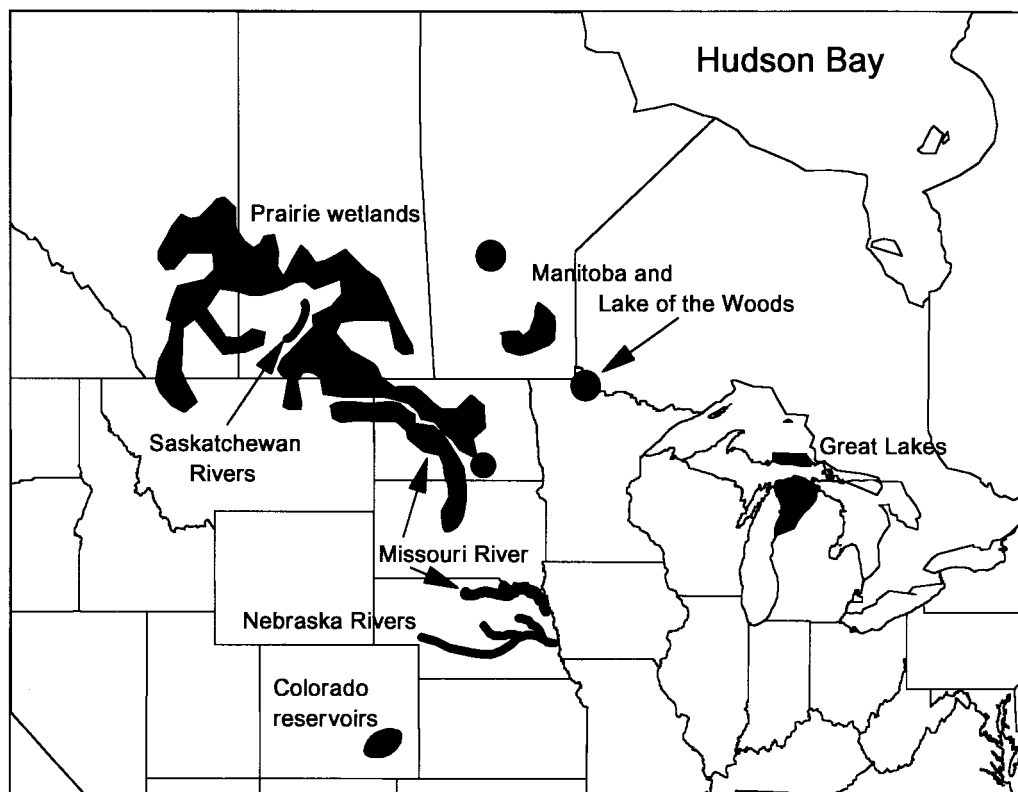 Hudson Bay
Prairie wetlands
Manitoba and
Lake of the Woods
Saskatchewan
Rivers
Great Lakes
Missouri River
Nebraska Rivers
Colorado
reservoirs